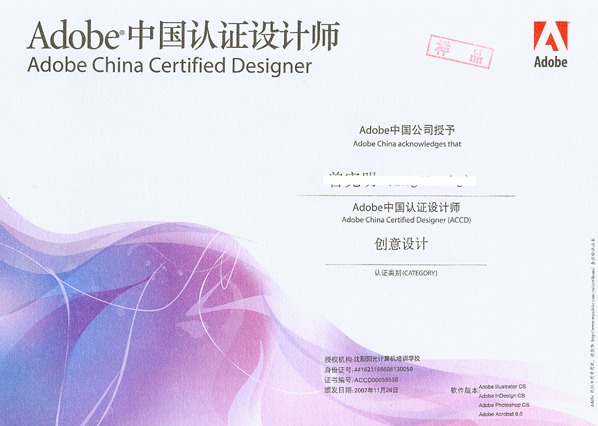 Adobe®中国认证设计师
Adobe China Certified Designer
样品
Adobe
Adobe中国公司授予
Adobe China acknowledges that
Adobe中国认证设计师
Adobe China Certified Designer (ACCD)
创意设计
认证类别(CATEGORY)
授权机构:沈阳阳光计算机培训学校
身份证号:
证书编号:
颁发日期:2007年11月28日
软件版本:
Adobe Illustrator CS
Adobe InDesign CS
Adobe Photoshop CS
Adobe Acrobat 6.0